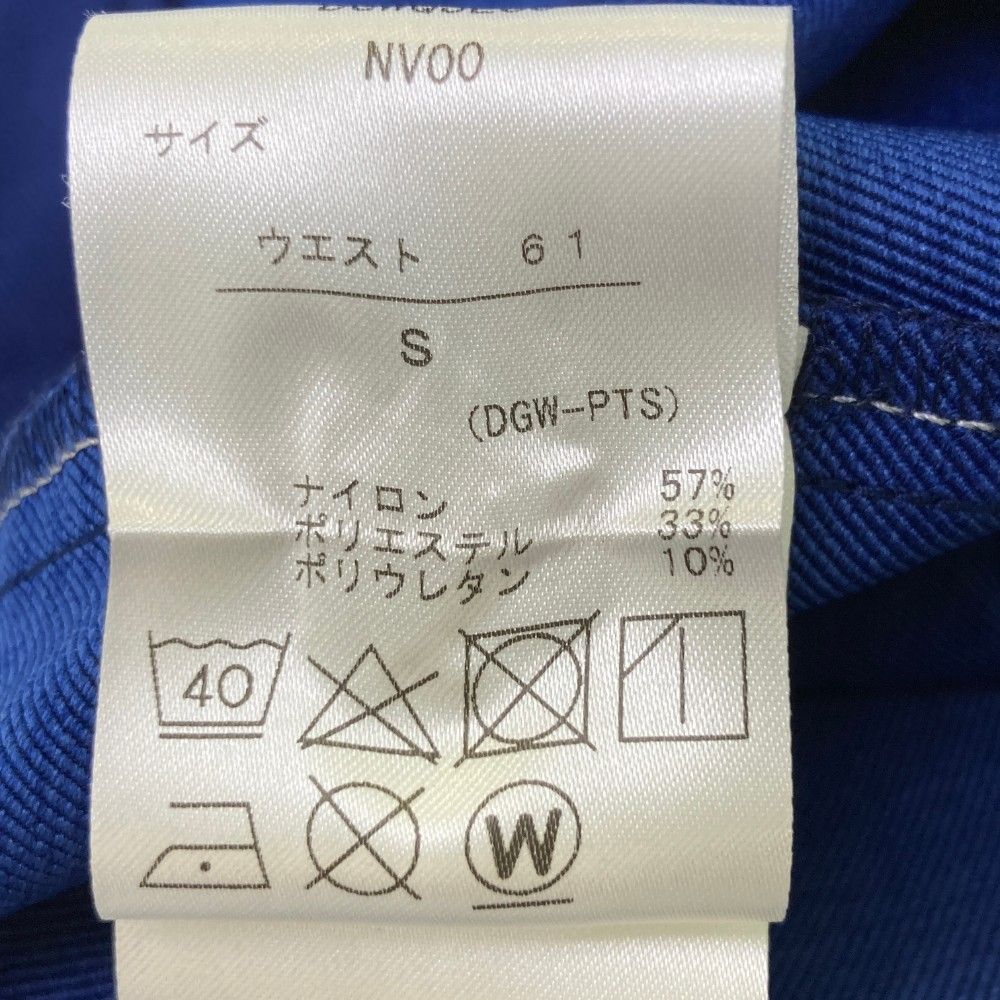 NV00
サイズ
ウエスト 61
S
(DGW-PTS)
ナイロン 57%
ポリエステル 33%
ポリウレタン 10%
40
W